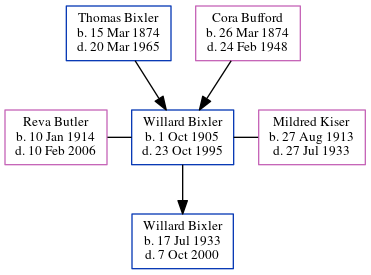 Thomas Bixler
b. 15 Mar 1874
d. 20 Mar 1965
Cora Bufford
b. 26 Mar 1874
d. 24 Feb 1948
Reva Butler
b. 10 Jan 1914
d. 10 Feb 2006
Willard Bixler
b. 1 Oct 1905
d. 23 Oct 1995
Mildred Kiser
b. 27 Aug 1913
d. 27 Jul 1933
Willard Bixler
b. 17 Jul 1933
d. 7 Oct 2000